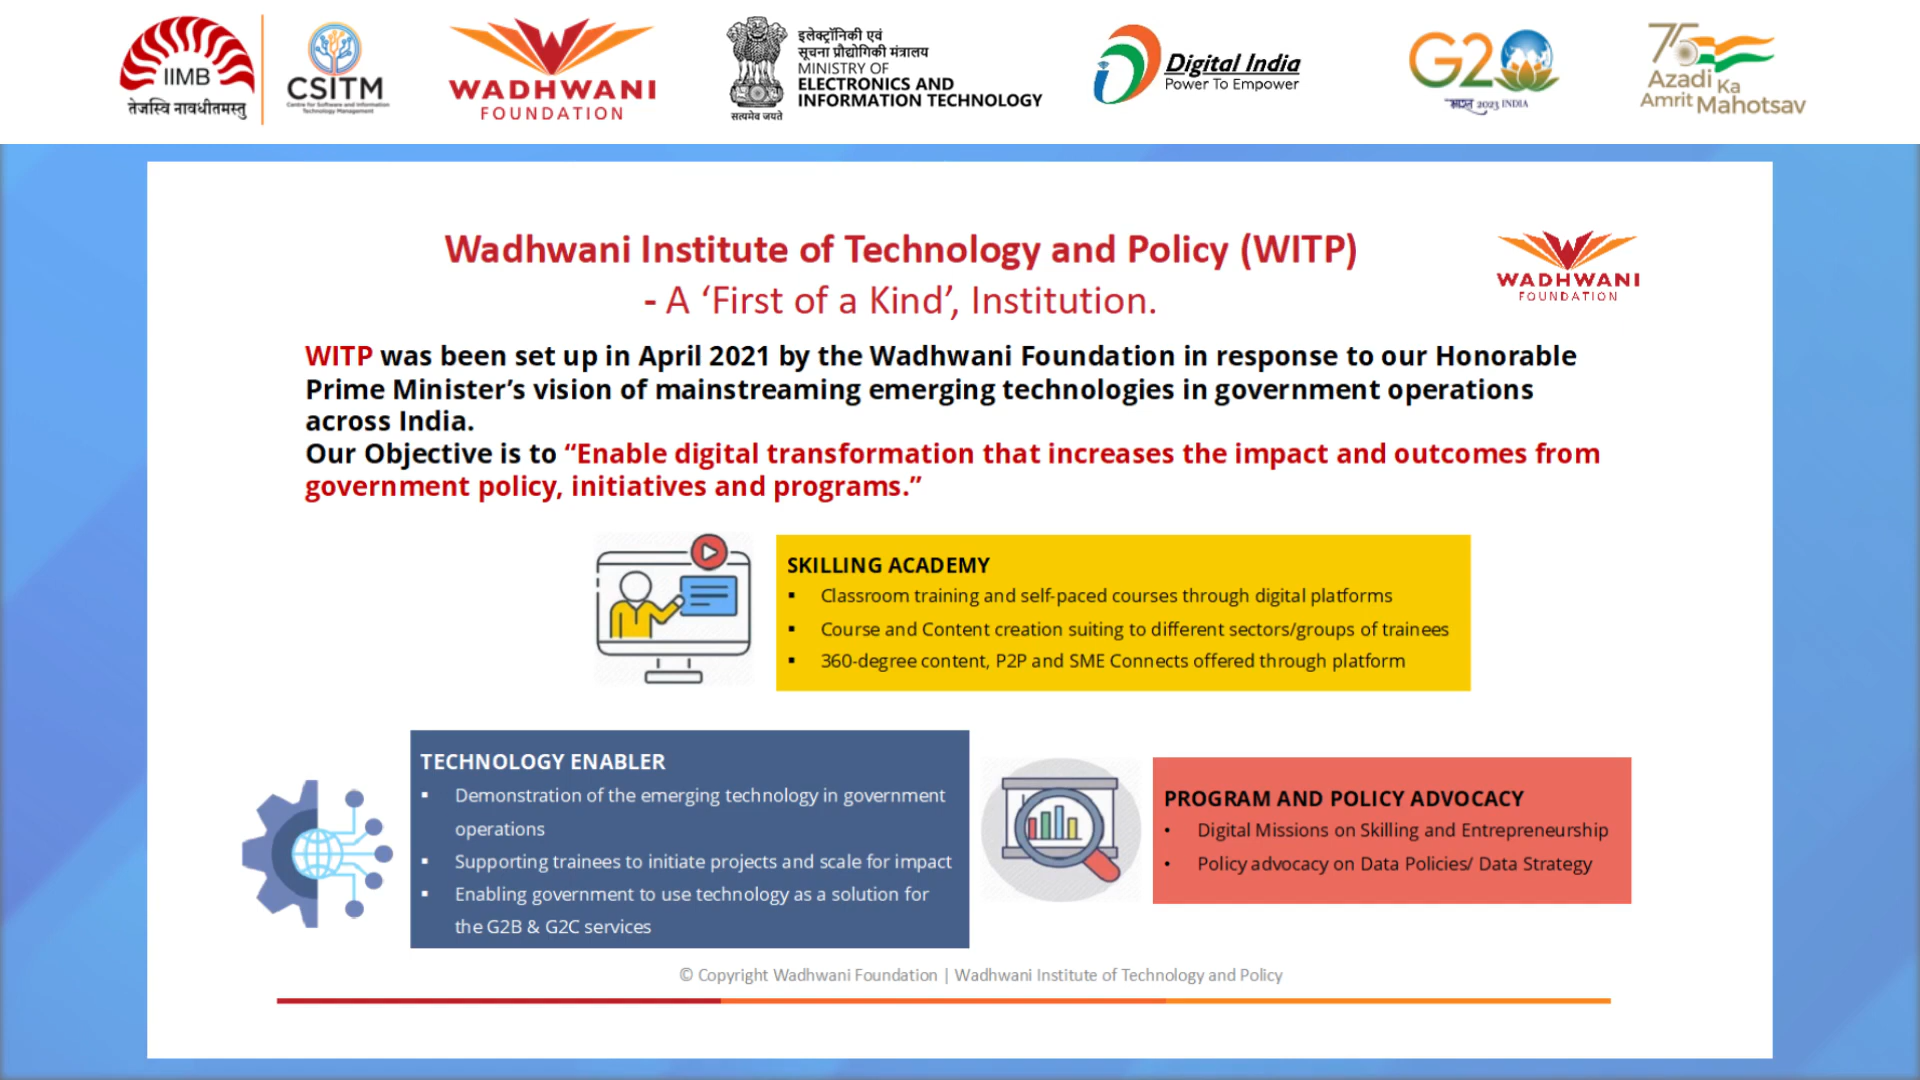 IIMB
तेजस्वि नावधीतमस्तु
CSITM
Centre for Software and Information
Technology Management
WADHWANI
FOUNDATION
सत्यमेव जयते
इलेक्ट्रॉनिकी एवं
सूचना प्रौद्योगिकी मंत्रालय
MINISTRY OF
ELECTRONICS AND
INFORMATION TECHNOLOGY
Digital India
Power To Empower
G20
भारत 2023 INDIA
75
Azadi Ka
Amrit Mahotsav
Wadhwani Institute of Technology and Policy (WITP)
- A ‘First of a Kind’, Institution.
WADHWANI
FOUNDATION
WITP was been set up in April 2021 by the Wadhwani Foundation in response to our Honorable
Prime Minister’s vision of mainstreaming emerging technologies in government operations
across India.
Our Objective is to “Enable digital transformation that increases the impact and outcomes from
government policy, initiatives and programs.”
SKILLING ACADEMY
▪ Classroom training and self-paced courses through digital platforms
▪ Course and Content creation suiting to different sectors/groups of trainees
▪ 360-degree content, P2P and SME Connects offered through platform
TECHNOLOGY ENABLER
▪ Demonstration of the emerging technology in government
operations
▪ Supporting trainees to initiate projects and scale for impact
▪ Enabling government to use technology as a solution for
the G2B & G2C services
PROGRAM AND POLICY ADVOCACY
• Digital Missions on Skilling and Entrepreneurship
• Policy advocacy on Data Policies/ Data Strategy
© Copyright Wadhwani Foundation | Wadhwani Institute of Technology and Policy